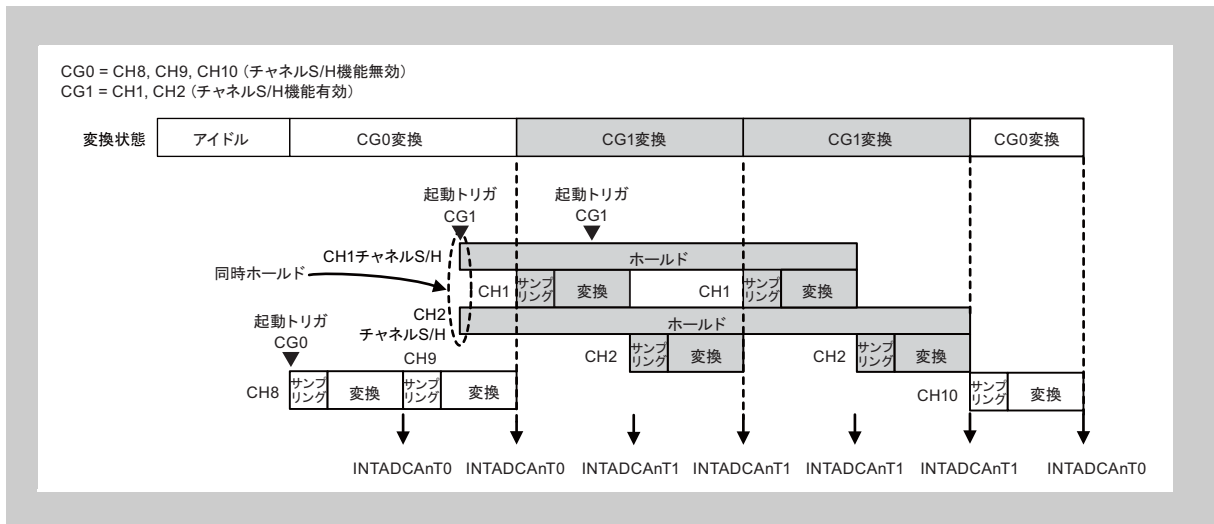 CG0 = CH8, CH9, CH10 (チャネルS/H機能無効)
CG1 = CH1, CH2 (チャネルS/H機能有効)
変換状態 アイドル CG0変換 CG1変換 CG1変換 CG0変換
起動トリガ 起動トリガ
CG1 CG1
CH1チャネルS/H ホールド
同時ホールド
CH1 サンプリング 変換 CH1 サンプリング 変換
CH2
チャネルS/H ホールド
起動トリガ
CG0
CH9
CH2 サンプリング 変換 CH2 サンプリング 変換
CH8 サンプリング 変換 サンプリング 変換 CH10 サンプリング 変換
INTADCAnT0 INTADCAnT0 INTADCAnT1 INTADCAnT1 INTADCAnT1 INTADCAnT1 INTADCAnT0